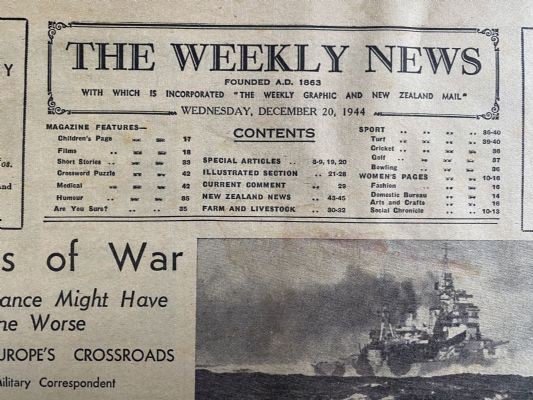 Y
os.
nd
THE WEEKLY NEWS
FOUNDED A.D. 1863
WITH WHICH IS INCORPORATED "THE WEEKLY GRAPHIC AND NEW ZEALAND MAIL"
WEDNESDAY, DECEMBER 20, 1944
CONTENTS
MAGAZINE FEATURES—
Children's Page 17
Films 18
Short Stories 33
Crossword Puzzle 42
Medical 42
Humour 35
Are You Sure? 35
SPECIAL ARTICLES 8-9, 19, 20
ILLUSTRATED SECTION 21-28
CURRENT COMMENT 29
NEW ZEALAND NEWS 43-45
FARM AND LIVESTOCK 30-32
SPORT 36-40
Turf 39-40
Cricket 36
Golf 37
Bowling 36
WOMEN'S PAGES 10-16
Fashion 16
Domestic Bureau 14
Arts and Crafts 16
Social Chronicle 10-13
s of War
ance Might Have
ne Worse
UROPE'S CROSSROADS
ilitary Correspondent